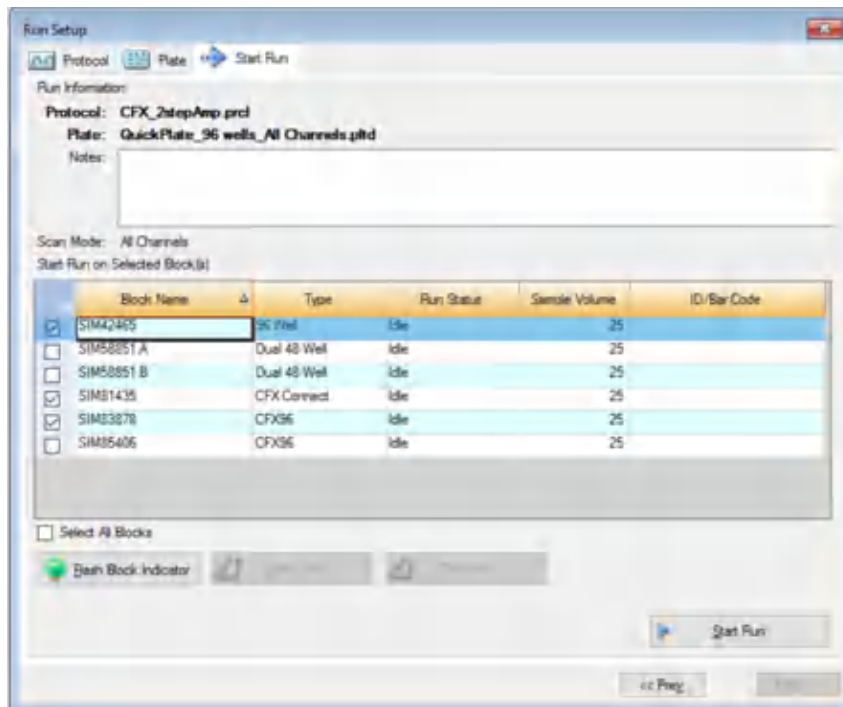 Run Setup
Protocol Plate Start Run
Run Information
Protocol: CFX_2stepAmp.prcl
Plate: QuickPlate_96 wells_All Channels.pltd
Notes:
Scan Mode: All Channels
Start Run on Selected Block(s)
Block Name Type Run Status Sample Volume ID/Bar Code
SIM42465 96 Well Idle 25
SIM58851 A Dual 48 Well Idle 25
SIM58851 B Dual 48 Well Idle 25
SIM81435 CFX Connect Idle 25
SIM83878 CFX96 Idle 25
SIM85406 CFX96 Idle 25
Select All Blocks
Flash Block Indicator
Start Run
<< Prev